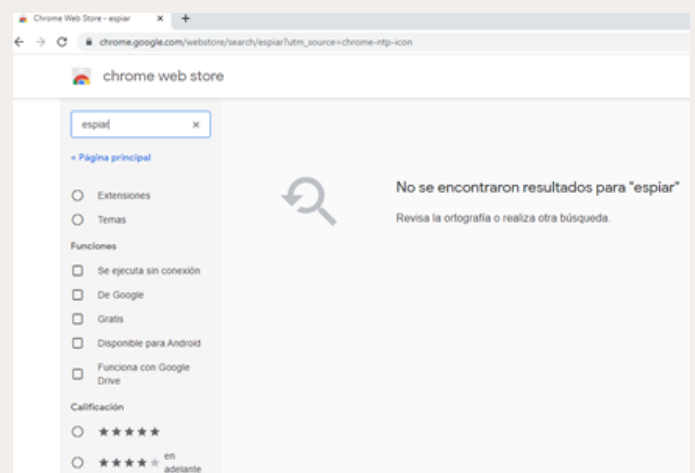 Chrome Web Store - espiar
chrome.google.com/webstore/search/espiar?utm_source=chrome-ntp-icon
chrome web store
espiar
« Página principal
Extensiones
Temas
Funciones
Se ejecuta sin conexión
De Google
Gratis
Disponible para Android
Funciona con Google
Drive
Calificación
en
adelante
No se encontraron resultados para "espiar"
Revisa la ortografía o realiza otra búsqueda.